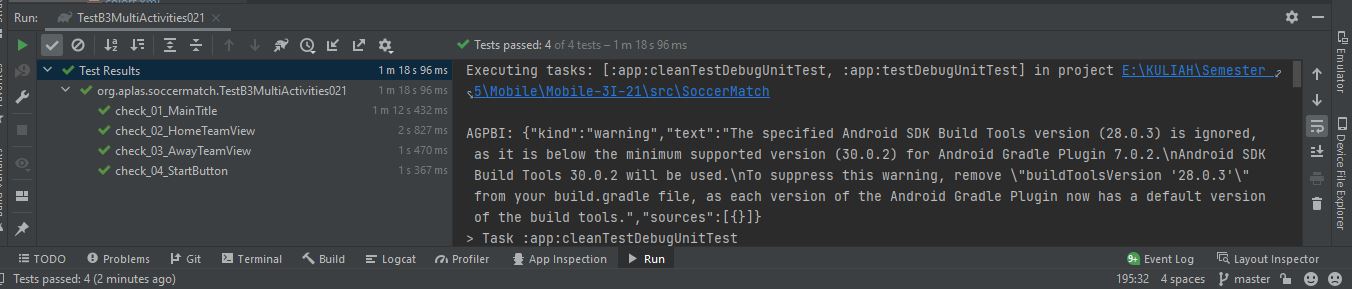 colors.xml
Run: TestB3MultiActivities021
Tests passed: 4 of 4 tests – 1 m 18 s 96 ms
Test Results 1 m 18 s 96 ms
org.aplas.soccermatch.TestB3MultiActivities021 1 m 18 s 96 ms
check_01_MainTitle 1 m 12 s 432 ms
check_02_HomeTeamView 2 s 827 ms
check_03_AwayTeamView 1 s 470 ms
check_04_StartButton 1 s 367 ms
Executing tasks: [:app:cleanTestDebugUnitTest, :app:testDebugUnitTest] in project E:\KULIAH\Semester
5\Mobile\Mobile-3I-21\src\SoccerMatch
AGPBI: {"kind":"warning","text":"The specified Android SDK Build Tools version (28.0.3) is ignored,
as it is below the minimum supported version (30.0.2) for Android Gradle Plugin 7.0.2.\nAndroid SDK
Build Tools 30.0.2 will be used.\nTo suppress this warning, remove \"buildToolsVersion '28.0.3'\"
from your build.gradle file, as each version of the Android Gradle Plugin now has a default version
of the build tools.","sources":[{}]}
> Task :app:cleanTestDebugUnitTest
Emulator
Device File Explorer
TODO Problems Git Terminal Build Logcat Profiler App Inspection Run 9+ Event Log Layout Inspector
Tests passed: 4 (2 minutes ago) 195:32 4 spaces master